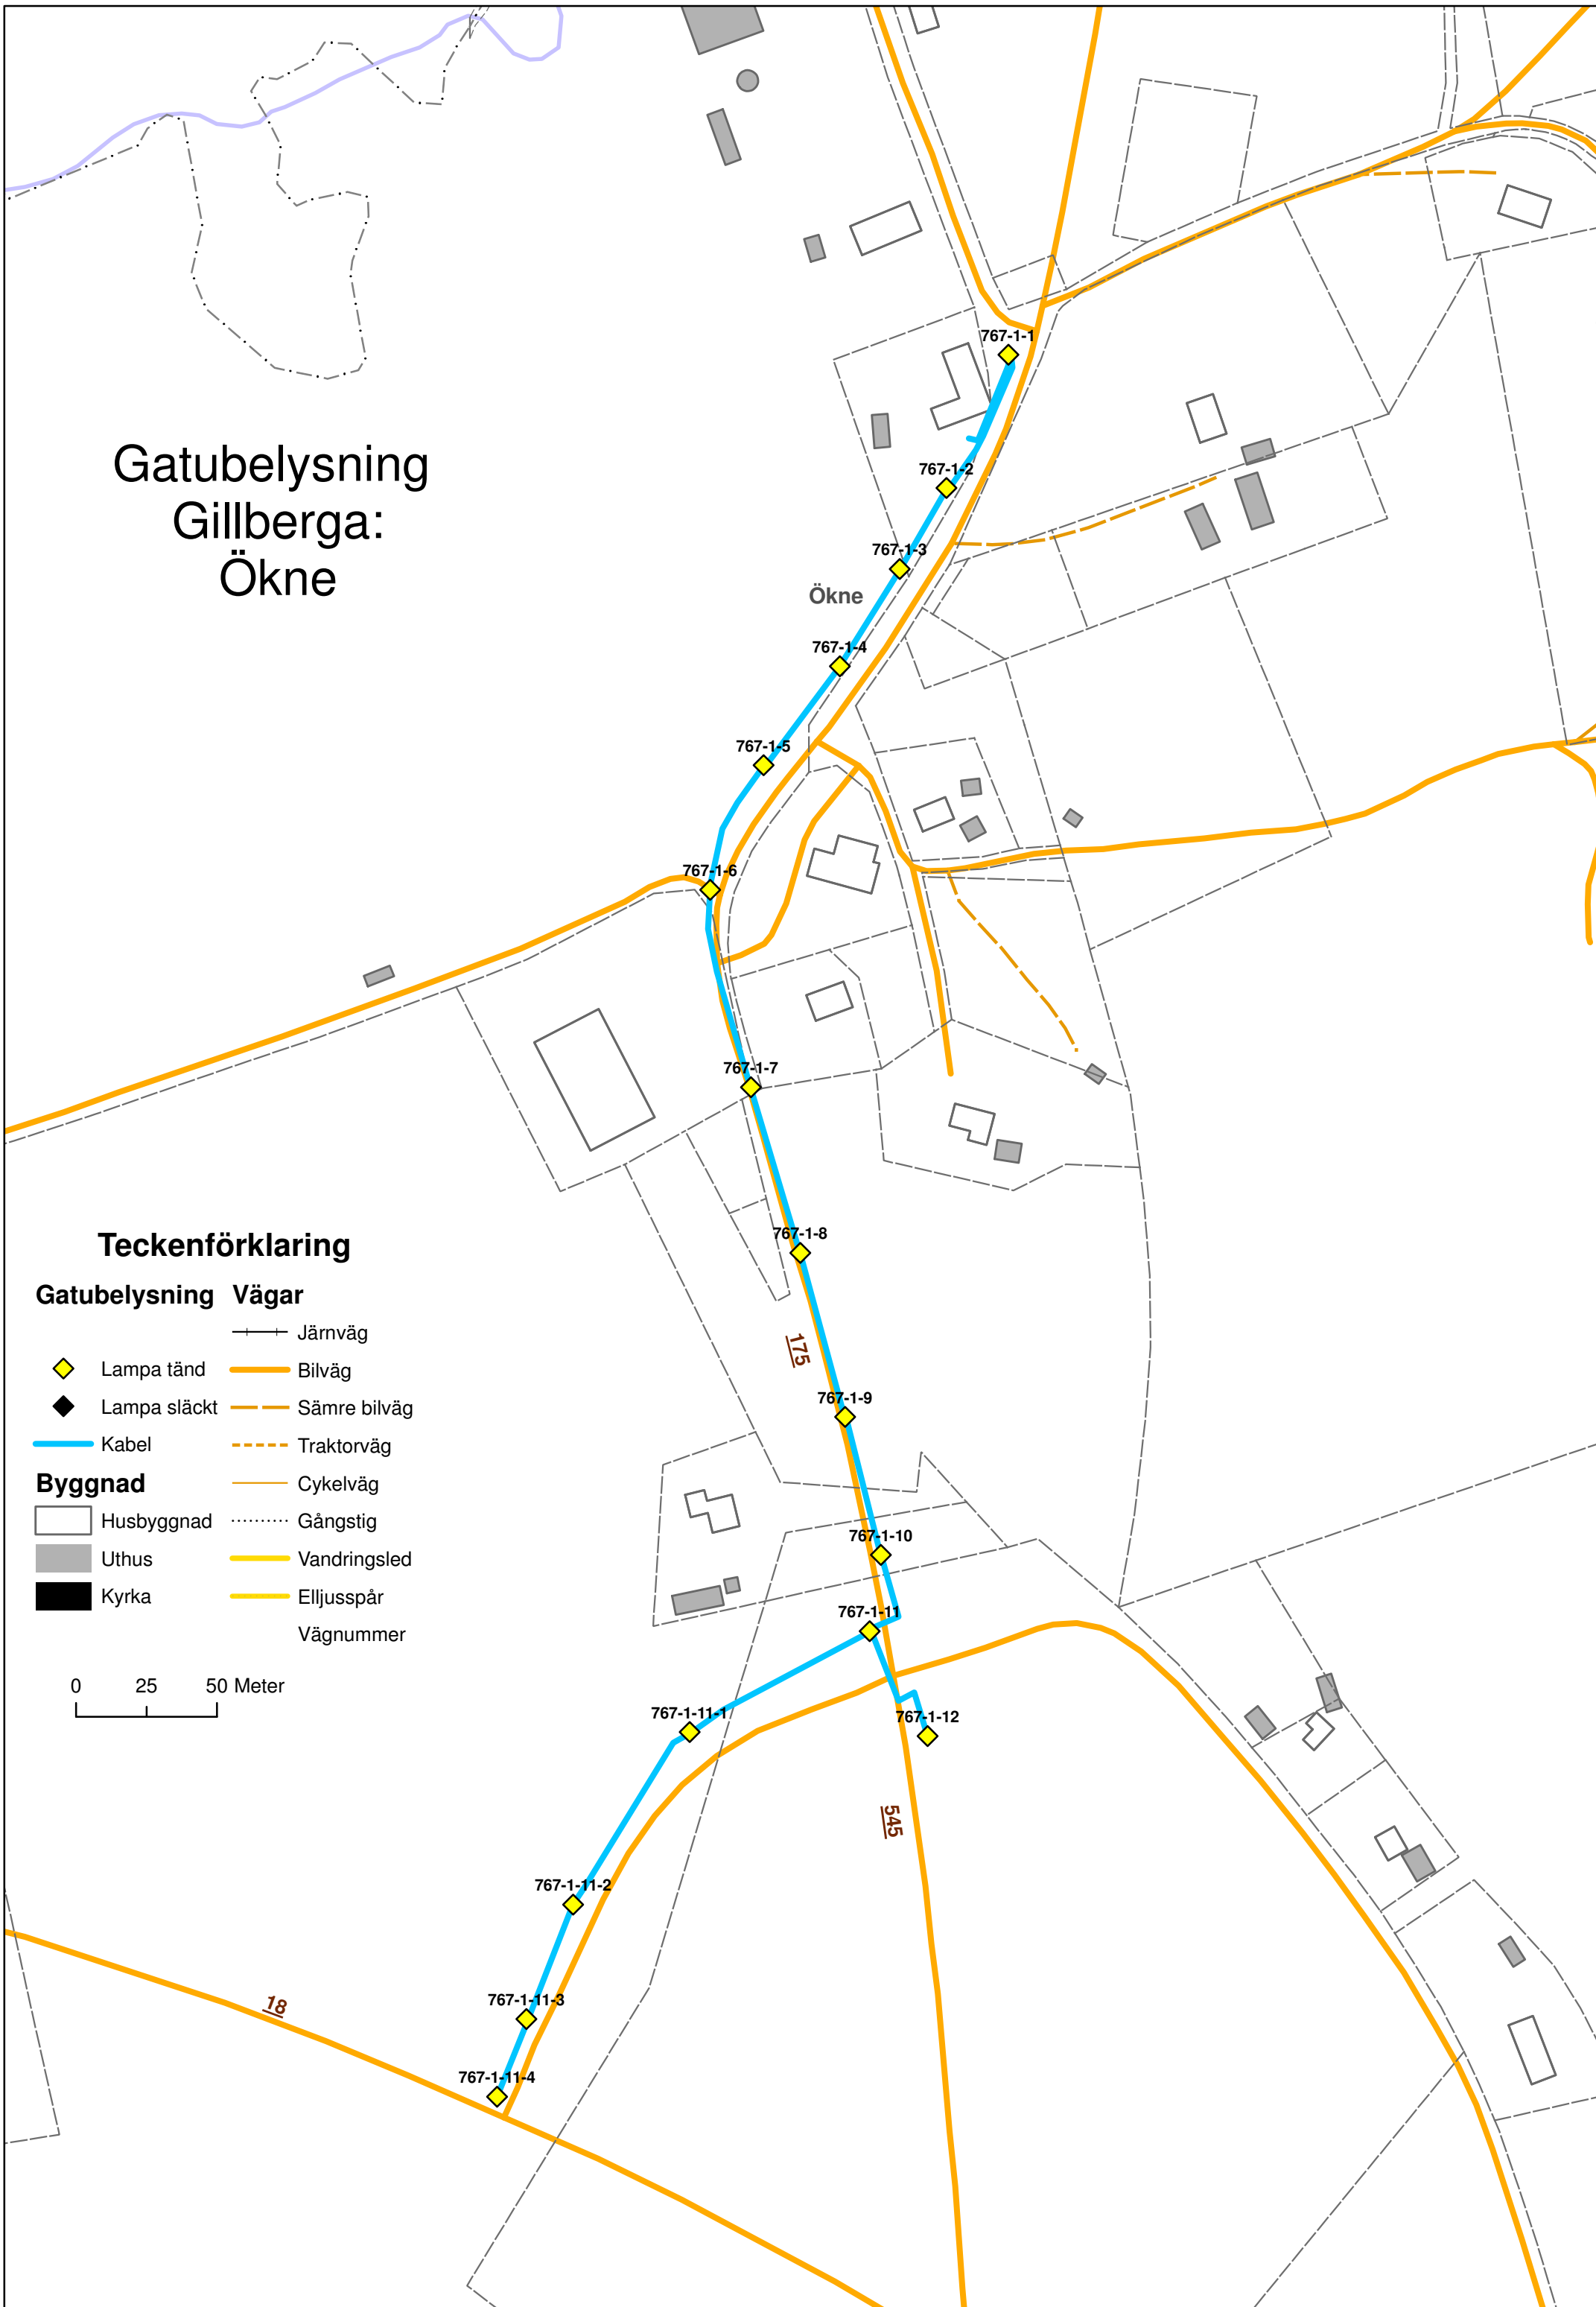 767-1-1
Gatubelysning
Gillberga:
Ökne
767-1-2
767-1-3
Ökne
767-1-4
767-1-5
767-1-6
767-1-7
767-1-8
175
767-1-9
767-1-10
767-1-11
767-1-11-1
767-1-12
545
767-1-11-2
767-1-11-3
18
767-1-11-4
Teckenförklaring
Gatubelysning
Lampa tänd
Lampa släckt
Kabel
Byggnad
Husbyggnad
Uthus
Kyrka
Vägar
Järnväg
Bilväg
Sämre bilväg
Traktorväg
Cykelväg
Gångstig
Vandringsled
Elljusspår
Vägnummer
0 25 50 Meter